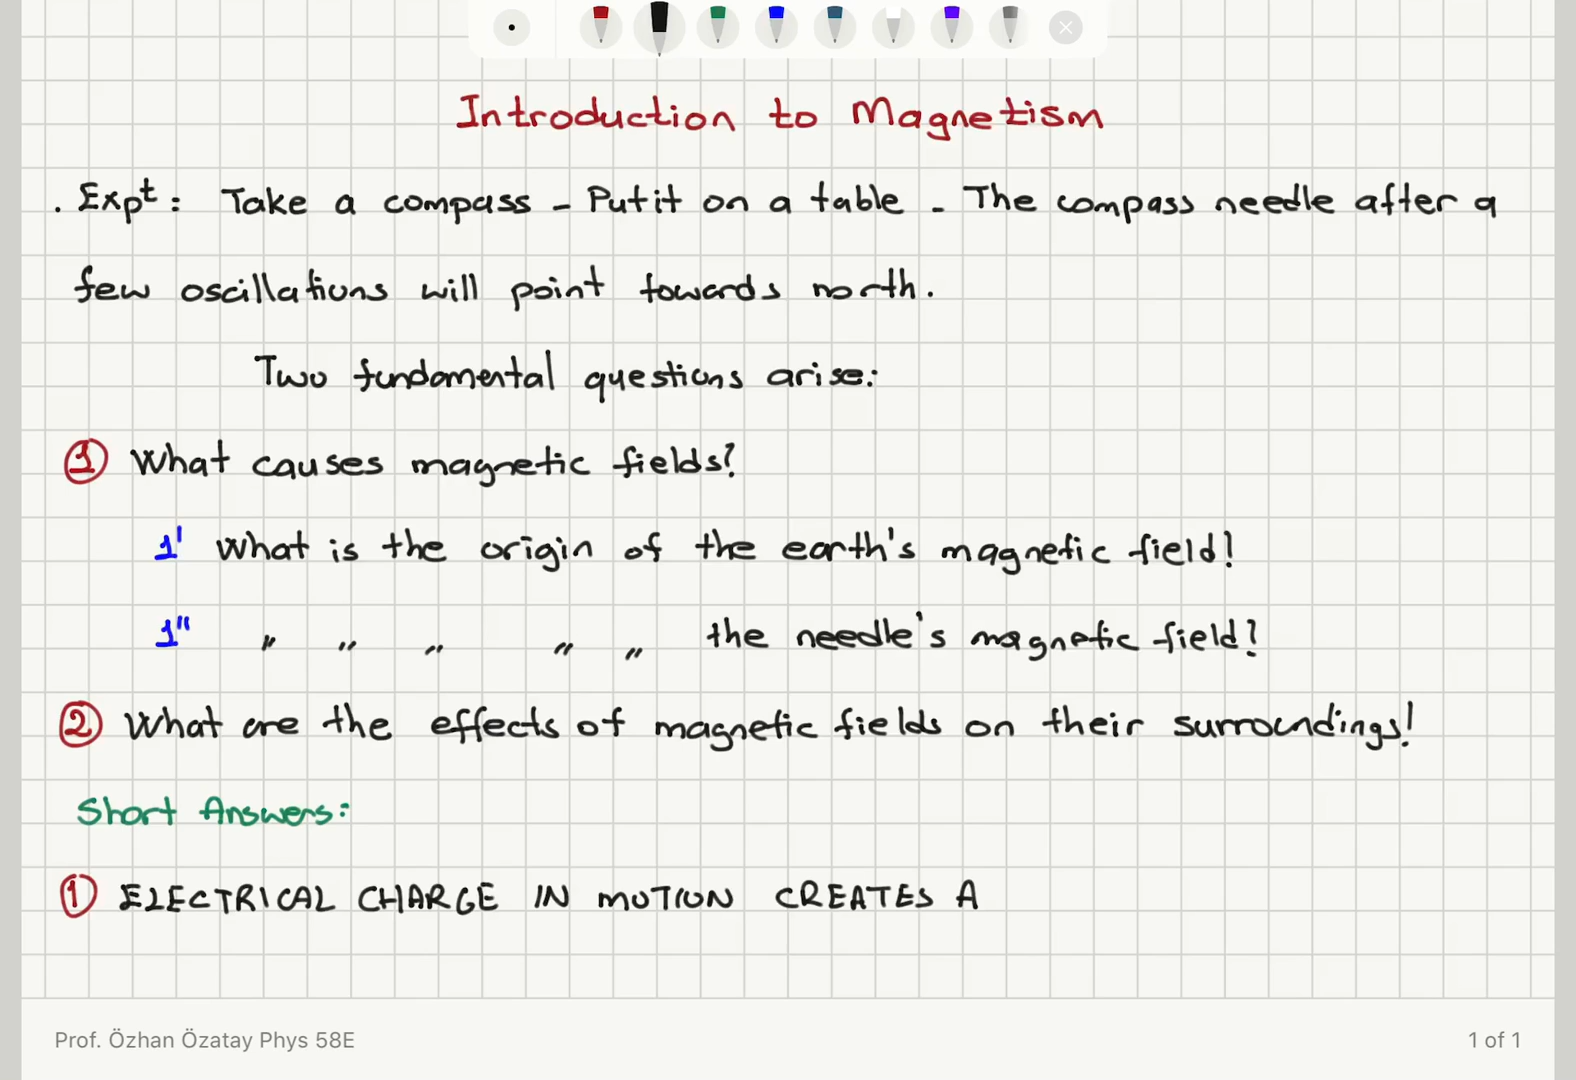 Introduction to Magnetism
. Expt: Take a compass - Put it on a table - The compass needle after a
few oscillations will point towards north.
Two fundamental questions arise:
① What causes magnetic fields?
1' What is the origin of the earth's magnetic field?
1" " " " " " the needle's magnetic field?
② What are the effects of magnetic fields on their surroundings?
Short Answers:
① ELECTRICAL CHARGE IN MOTION CREATES A
Prof. Özhan Özatay Phys 58E
1 of 1